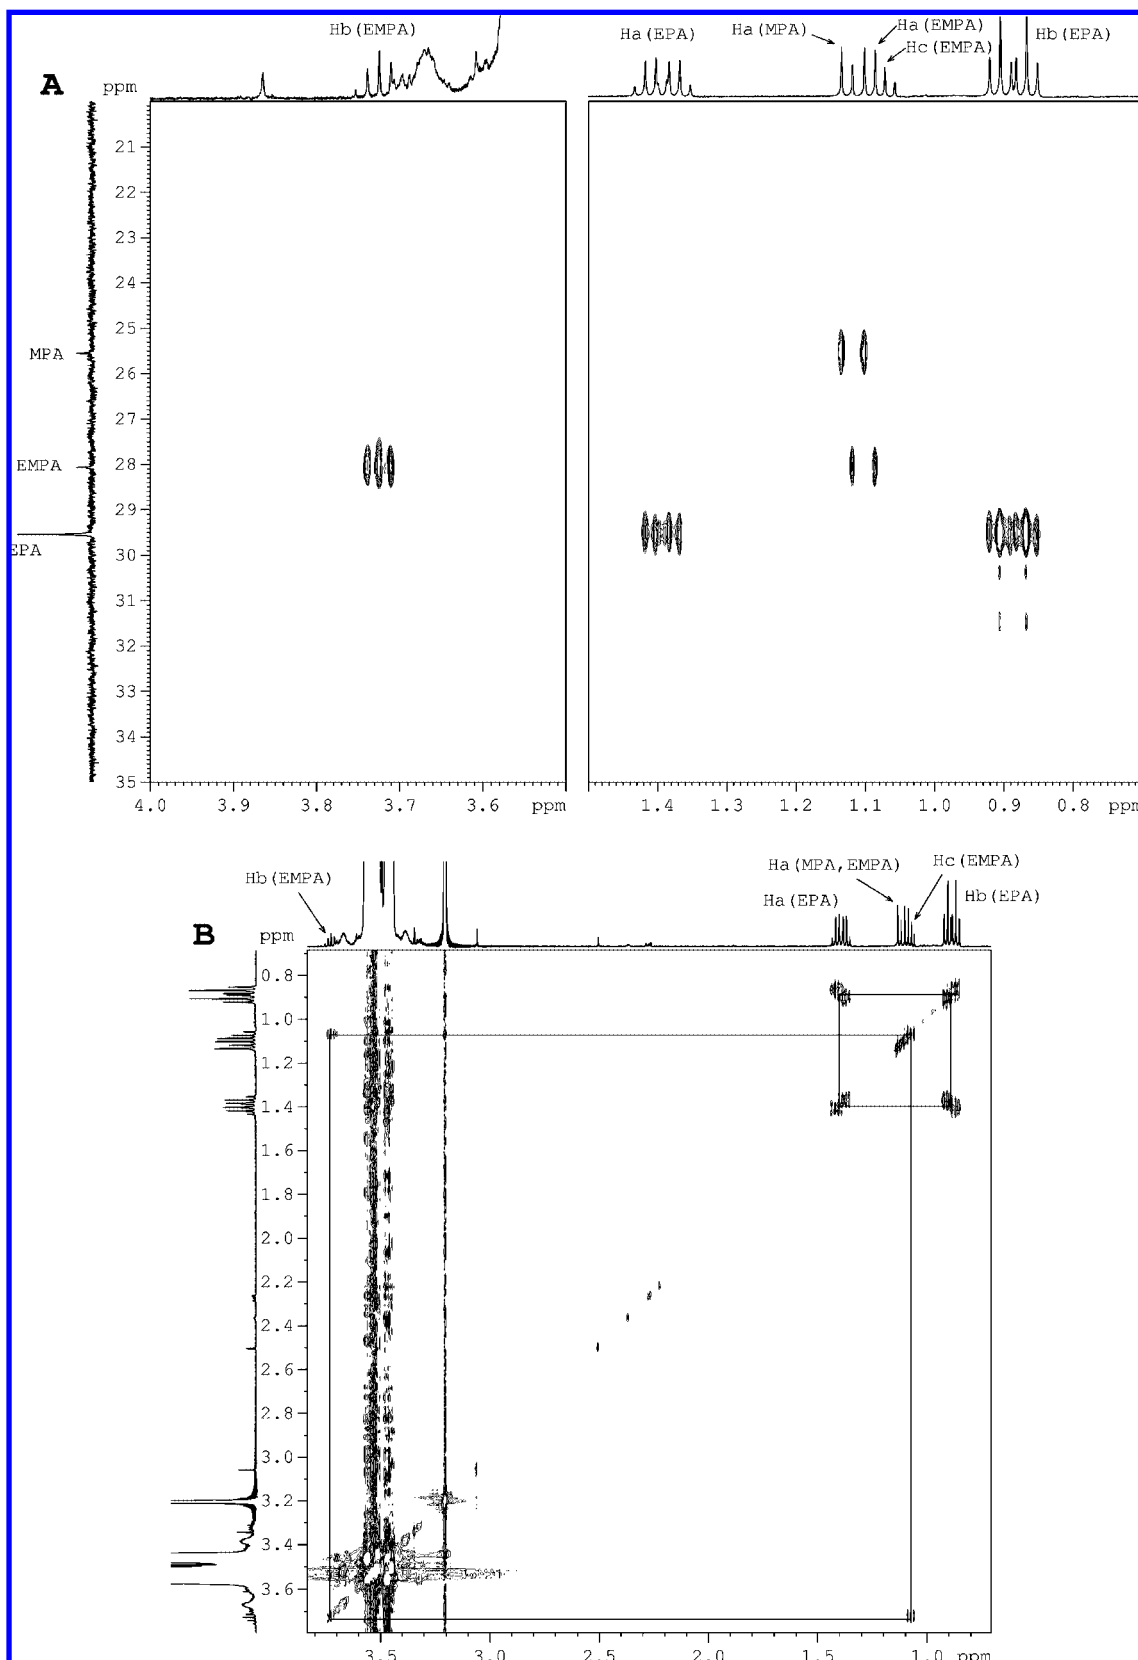 Hb(EMPA)
Ha(EPA)
Ha(MPA)
Ha(EMPA)
Hc(EMPA)
Hb(EPA)
A
ppm
21
22
23
24
25
MPA
26
27
EMPA
28
29
EPA
30
31
32
33
34
35
4.0 3.9 3.8 3.7 3.6 ppm
1.4 1.3 1.2 1.1 1.0 0.9 0.8 ppm
Ha(MPA,EMPA)
Hc(EMPA)
Hb(EMPA)
Ha(EPA)
Hb(EPA)
B
ppm
0.8
1.0
1.2
1.4
1.6
1.8
2.0
2.2
2.4
2.6
2.8
3.0
3.2
3.4
3.6
3.5 3.0 2.5 2.0 1.5 1.0 ppm